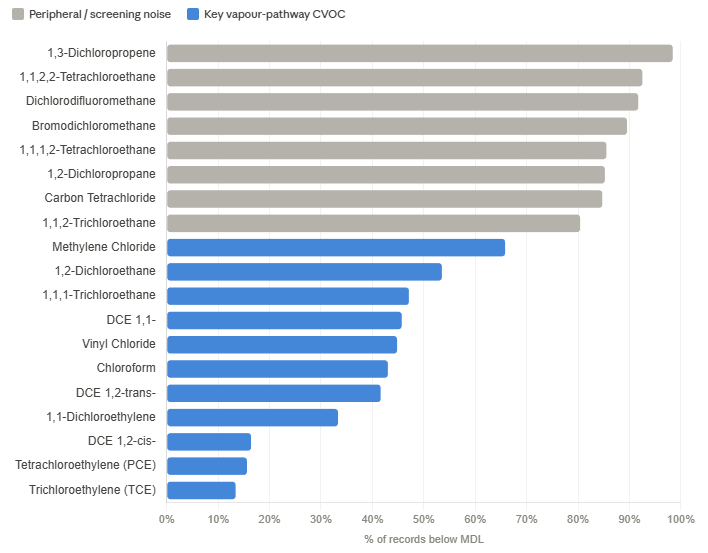 Peripheral / screening noise Key vapour-pathway CVOC
1,3-Dichloropropene
1,1,2,2-Tetrachloroethane
Dichlorodifluoromethane
Bromodichloromethane
1,1,1,2-Tetrachloroethane
1,2-Dichloropropane
Carbon Tetrachloride
1,1,2-Trichloroethane
Methylene Chloride
1,2-Dichloroethane
1,1,1-Trichloroethane
DCE 1,1-
Vinyl Chloride
Chloroform
DCE 1,2-trans-
1,1-Dichloroethylene
DCE 1,2-cis-
Tetrachloroethylene (PCE)
Trichloroethylene (TCE)
0% 10% 20% 30% 40% 50% 60% 70% 80% 90% 100%
% of records below MDL